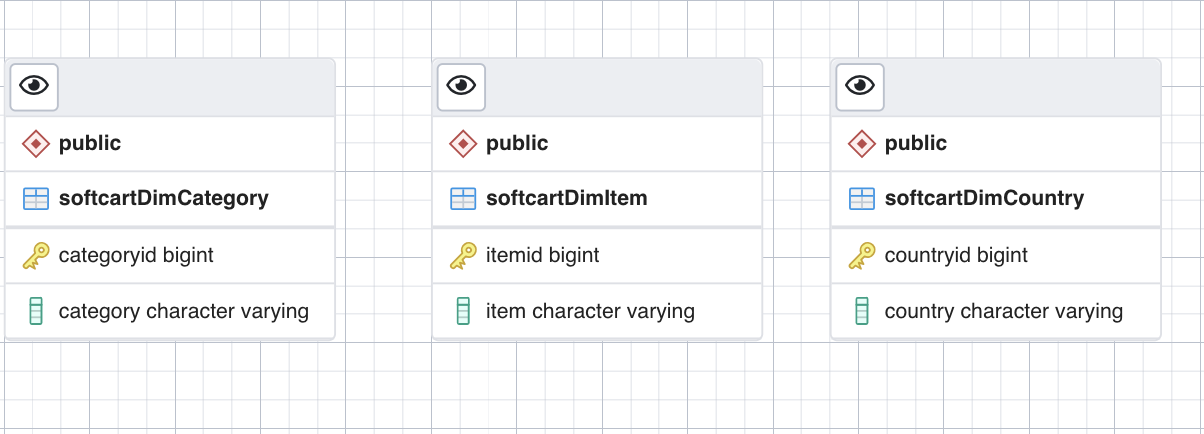 public
softcartDimCategory
categoryid bigint
category character varying
public
softcartDimItem
itemid bigint
item character varying
public
softcartDimCountry
countryid bigint
country character varying